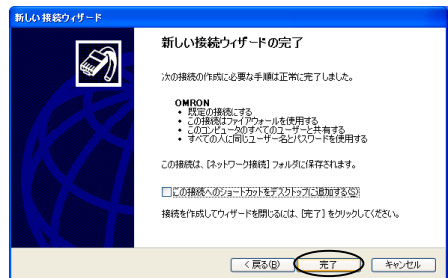 新しい接続ウィザード
新しい接続ウィザードの完了
次の接続の作成に必要な手順は正常に完了しました。
OMRON
• 既定の接続にする
• この接続はファイアウォールを使用する
• このコンピュータのすべてのユーザーと共有する
• すべての人に同じユーザー名とパスワードを使用する
この接続は、[ネットワーク接続] フォルダに保存されます。
この接続へのショートカットをデスクトップに追加する(S)
接続を作成してウィザードを閉じるには、[完了] をクリックしてください。
< 戻る(B)
完了
キャンセル